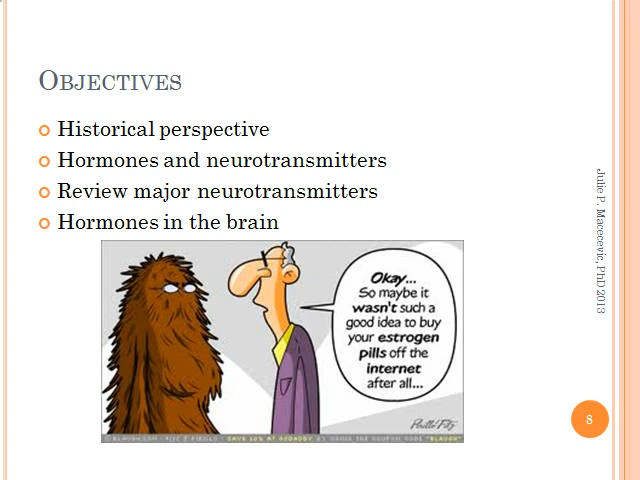 OBJECTIVES
Historical perspective
Hormones and neurotransmitters
Review major neurotransmitters
Hormones in the brain
Okay...
So maybe it
wasn't such a
good idea to buy
your estrogen
pills off the
internet
after all...
Julie P. Macecevic, PhD 2013
8